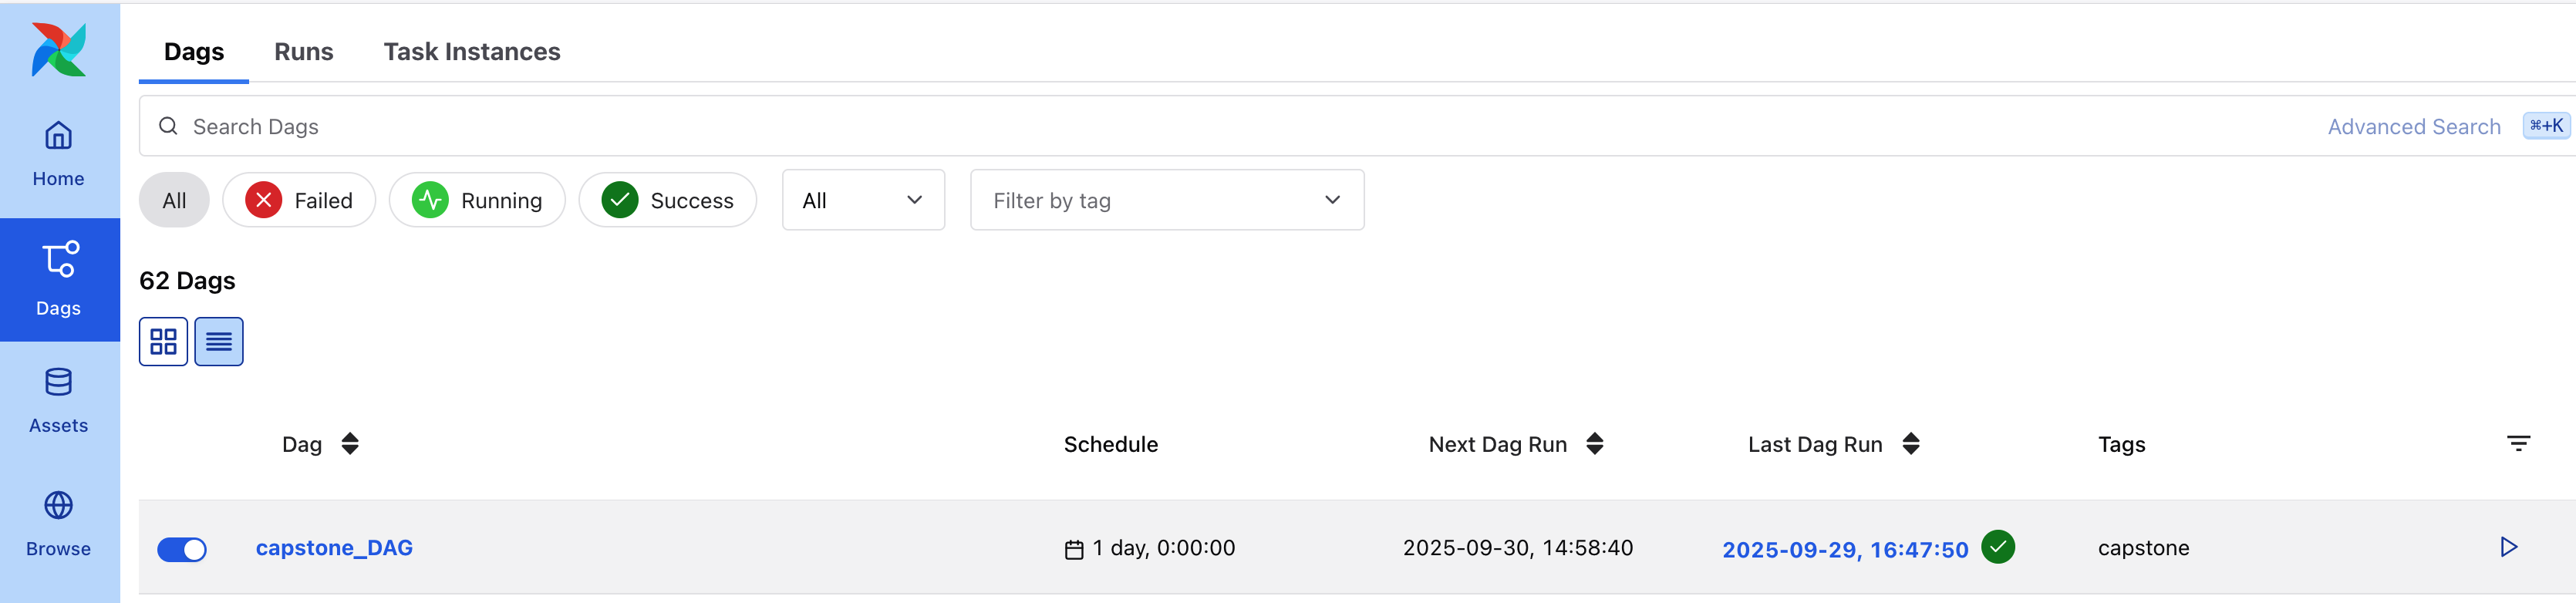 Dags Runs Task Instances
Search Dags Advanced Search ⌘+K
Home
All Failed Running Success All Filter by tag
62 Dags
Dags
Assets
Dag Schedule Next Dag Run Last Dag Run Tags
Browse
capstone_DAG 1 day, 0:00:00 2025-09-30, 14:58:40 2025-09-29, 16:47:50 capstone